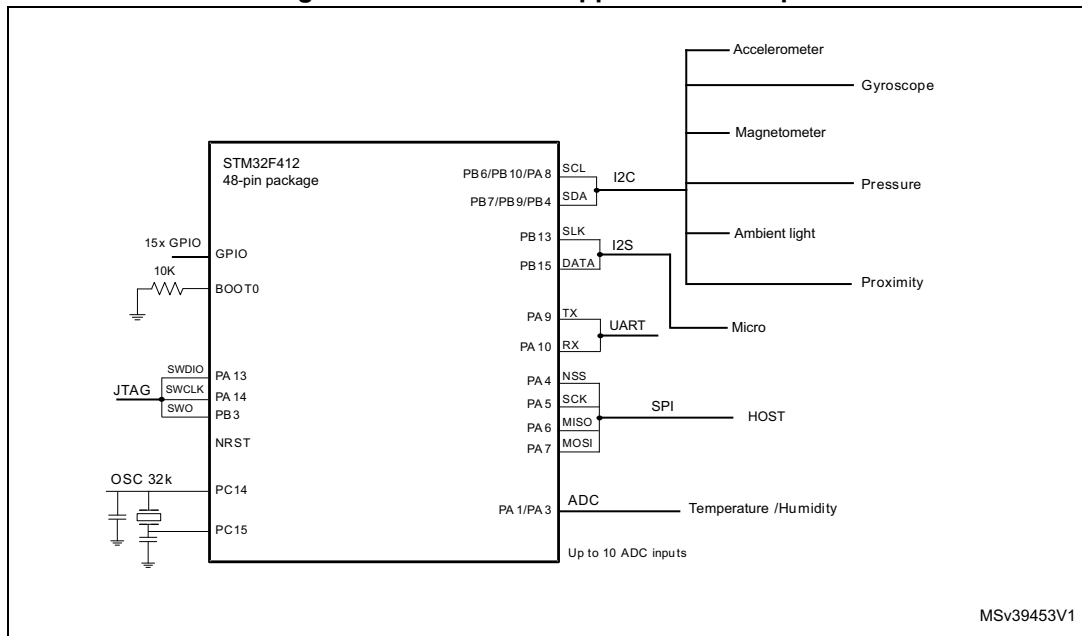 STM32F412
48-pin package
15x GPIO
GPIO
10K
BOOT0
SWDIO
PA13
JTAG
SWCLK
PA14
SWO
PB3
NRST
OSC 32k
PC14
PC15
PB6/PB10/PA8
SCL
I2C
PB7/PB9/PB4
SDA
PB13
SLK
I2S
PB15
DATA
PA9
TX
UART
PA10
RX
PA4
NSS
PA5
SCK
SPI
HOST
PA6
MISO
PA7
MOSI
PA1/PA3
ADC
Temperature /Humidity
Up to 10 ADC inputs
Accelerometer
Gyroscope
Magnetometer
Pressure
Ambient light
Proximity
Micro
MSv39453V1